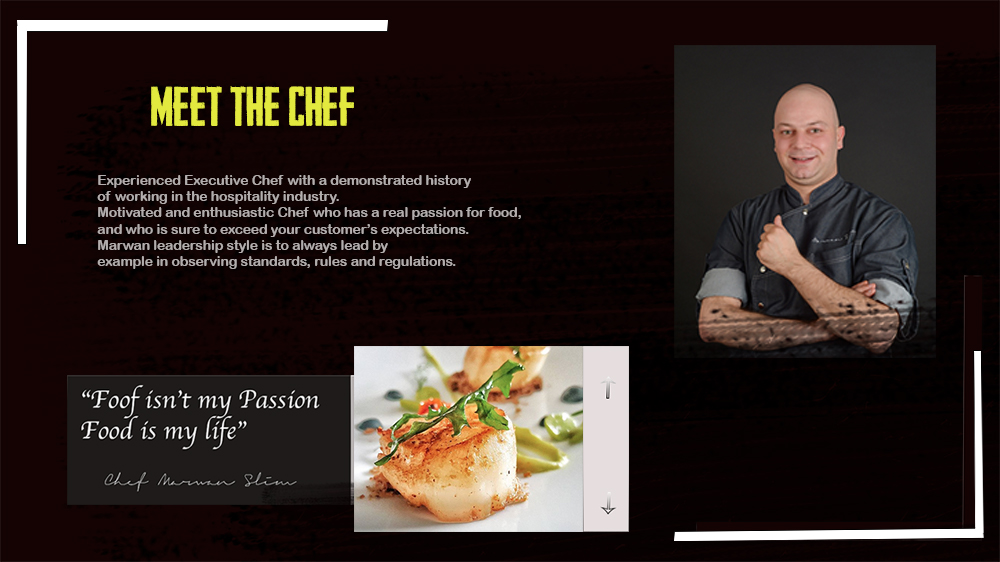 MEET THE CHEF
Experienced Executive Chef with a demonstrated history
of working in the hospitality industry.
Motivated and enthusiastic Chef who has a real passion for food,
and who is sure to exceed your customer’s expectations.
Marwan leadership style is to always lead by
example in observing standards, rules and regulations.
“Foof isn’t my Passion
Food is my life”
Chef Marwan Slim